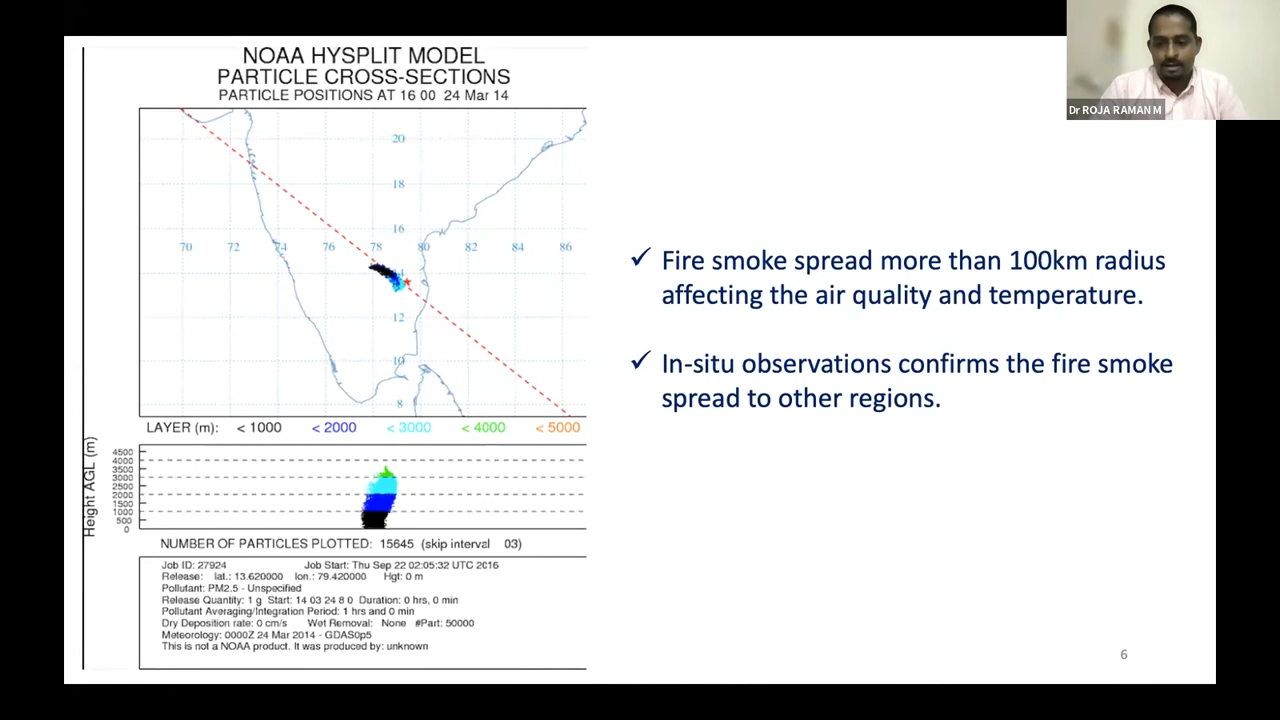 NOAA HYSPLIT MODEL
PARTICLE CROSS-SECTIONS
PARTICLE POSITIONS AT 16 00 24 Mar 14
20
18
16
70 72 74 76 78 80 82 84 86
12
10
8
LAYER (m): < 1000 < 2000 < 3000 < 4000 < 5000
Height AGL (m)
4500
4000
3500
3000
2500
2000
1500
1000
500
0
NUMBER OF PARTICLES PLOTTED: 15645 (skip interval 03)
Job ID: 27924 Job Start: Thu Sep 22 02:05:32 UTC 2016
Release: lat.: 13.620000 lon.: 79.420000 Hgt: 0 m
Pollutant: PM2.5 - Unspecified
Release Quantity: 1 g Start: 14 03 24 8 0 Duration: 0 hrs, 0 min
Pollutant Averaging/Integration Period: 1 hrs and 0 min
Dry Deposition rate: 0 cm/s Wet Removal: None #Part: 50000
Meteorology: 0000Z 24 Mar 2014 - GDAS0p5
This is not a NOAA product. It was produced by: unknown
✓ Fire smoke spread more than 100km radius
affecting the air quality and temperature.
✓ In-situ observations confirms the fire smoke
spread to other regions.
6
Dr ROJA RAMAN M